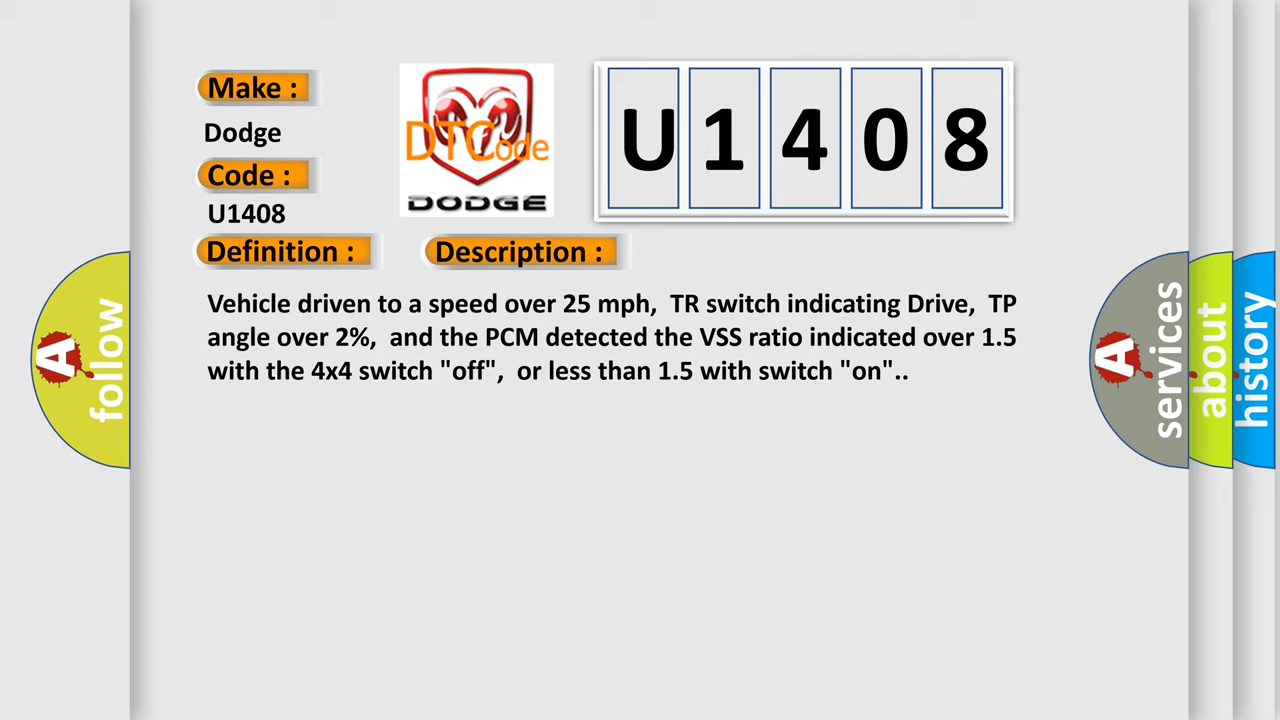 Make :
Dodge
Code :
U1408
Definition :
Description :
Vehicle driven to a speed over 25 mph, TR switch indicating Drive, TP
angle over 2%, and the PCM detected the VSS ratio indicated over 1.5
with the 4x4 switch "off", or less than 1.5 with switch "on"..
DTCode
DODGE
U1408
A follow
A services
about
history